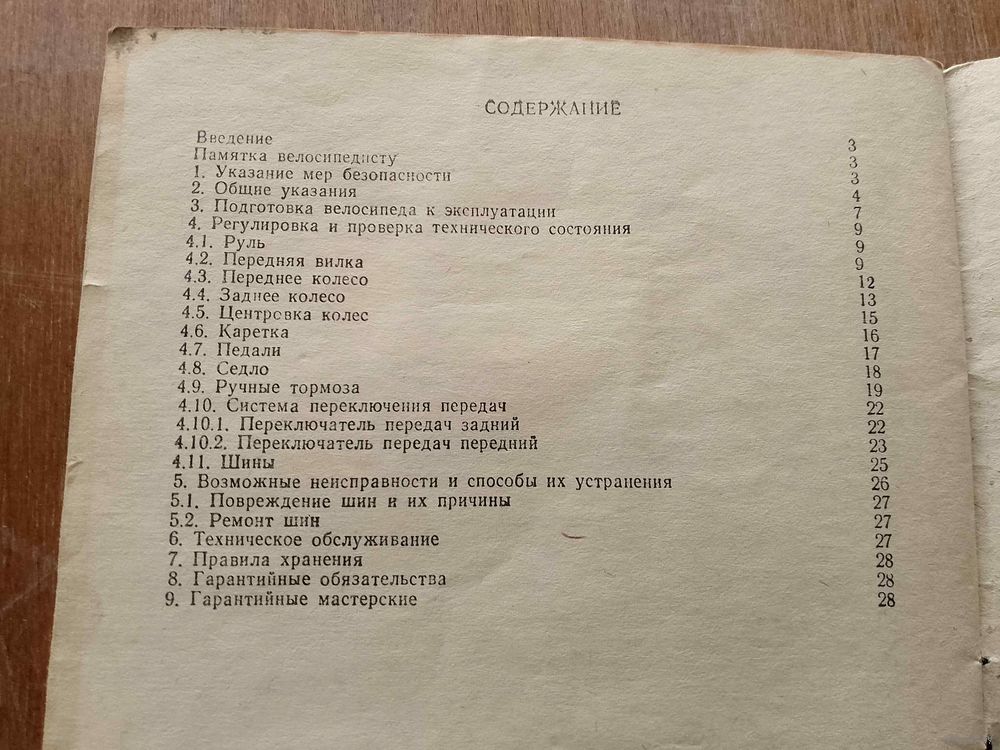 СОДЕРЖАНИЕ
Введение 3
Памятка велосипедисту 3
1. Указание мер безопасности 3
2. Общие указания 4
3. Подготовка велосипеда к эксплуатации 7
4. Регулировка и проверка технического состояния 9
4.1. Руль 9
4.2. Передняя вилка 9
4.3. Переднее колесо 12
4.4. Заднее колесо 13
4.5. Центровка колес 15
4.6. Каретка 16
4.7. Педали 17
4.8. Седло 18
4.9. Ручные тормоза 19
4.10. Система переключения передач 22
4.10.1. Переключатель передач задний 22
4.10.2. Переключатель передач передний 23
4.11. Шины 25
5. Возможные неисправности и способы их устранения 26
5.1. Повреждение шин и их причины 27
5.2. Ремонт шин 27
6. Техническое обслуживание 27
7. Правила хранения 28
8. Гарантийные обязательства 28
9. Гарантийные мастерские 28